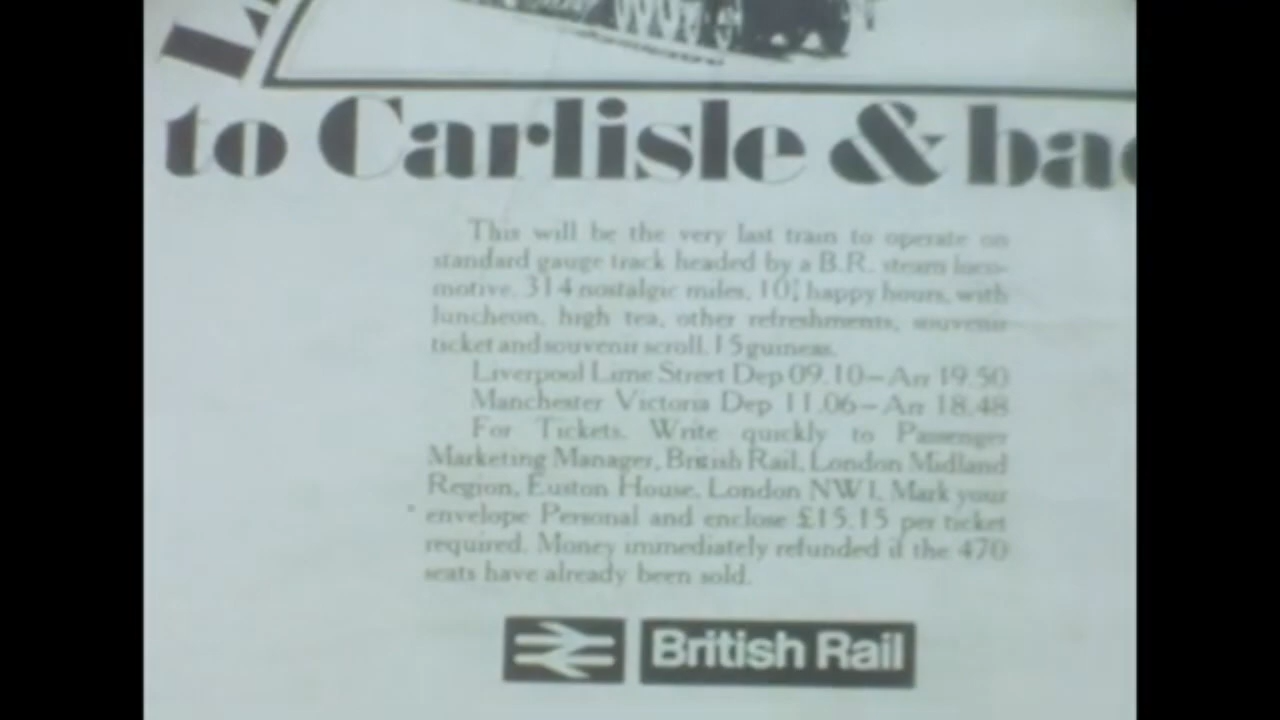 to Carlisle & bac
This will be the very last train to operate on
standard gauge track headed by a B.R. steam loco-
motive. 314 nostalgic miles, 10¾ happy hours, with
luncheon, high tea, other refreshments, souvenir
ticket and souvenir scroll. 15 guineas.
Liverpool Lime Street Dep 09.10–Arr 19.50
Manchester Victoria Dep 11.06–Arr 18.48
For Tickets. Write quickly to Passenger
Marketing Manager, British Rail, London Midland
Region, Euston House, London NW1. Mark your
envelope Personal and enclose £15.15 per ticket
required. Money immediately refunded if the 470
seats have already been sold.
British Rail